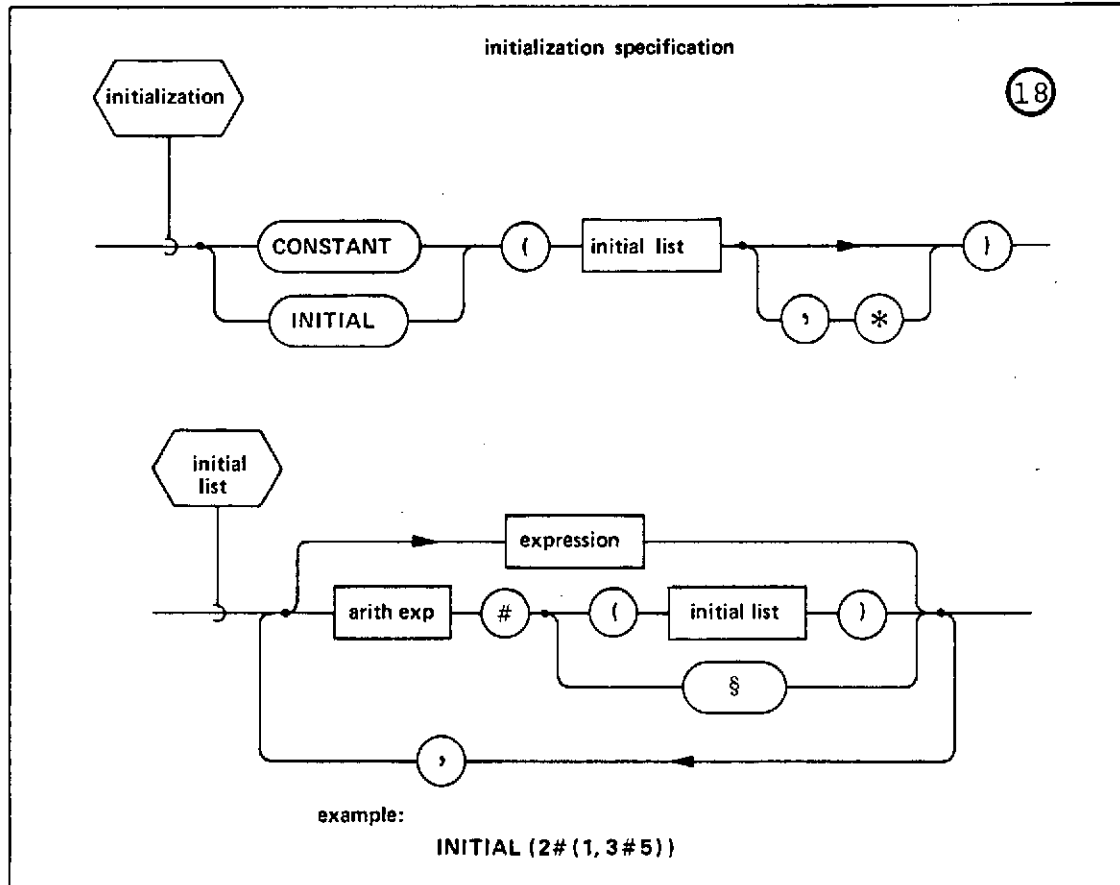 initialization specification
initialization
18
CONSTANT
(
initial list
)
INITIAL
,
*
initial
list
expression
arith exp
#
(
initial list
)
§
,
example:
INITIAL (2# (1, 3#5))